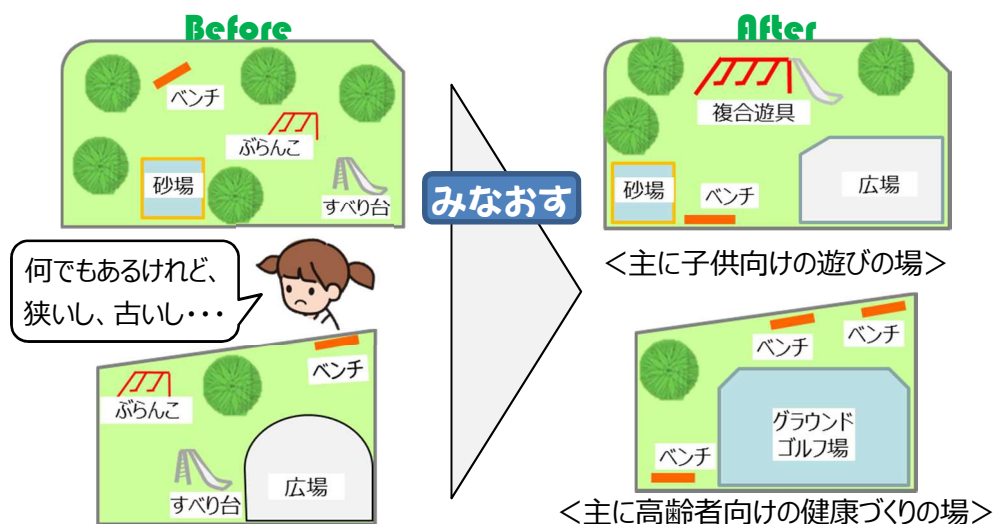 Before
ベンチ
ぶらんこ
砂場
すべり台
何でもあるけれど、
狭いし、古いし・・・
ベンチ
ぶらんこ
すべり台
広場
みなおす
After
複合遊具
砂場
ベンチ
広場
＜主に子供向けの遊びの場＞
ベンチ
ベンチ
グラウンド
ゴルフ場
ベンチ
＜主に高齢者向けの健康づくりの場＞